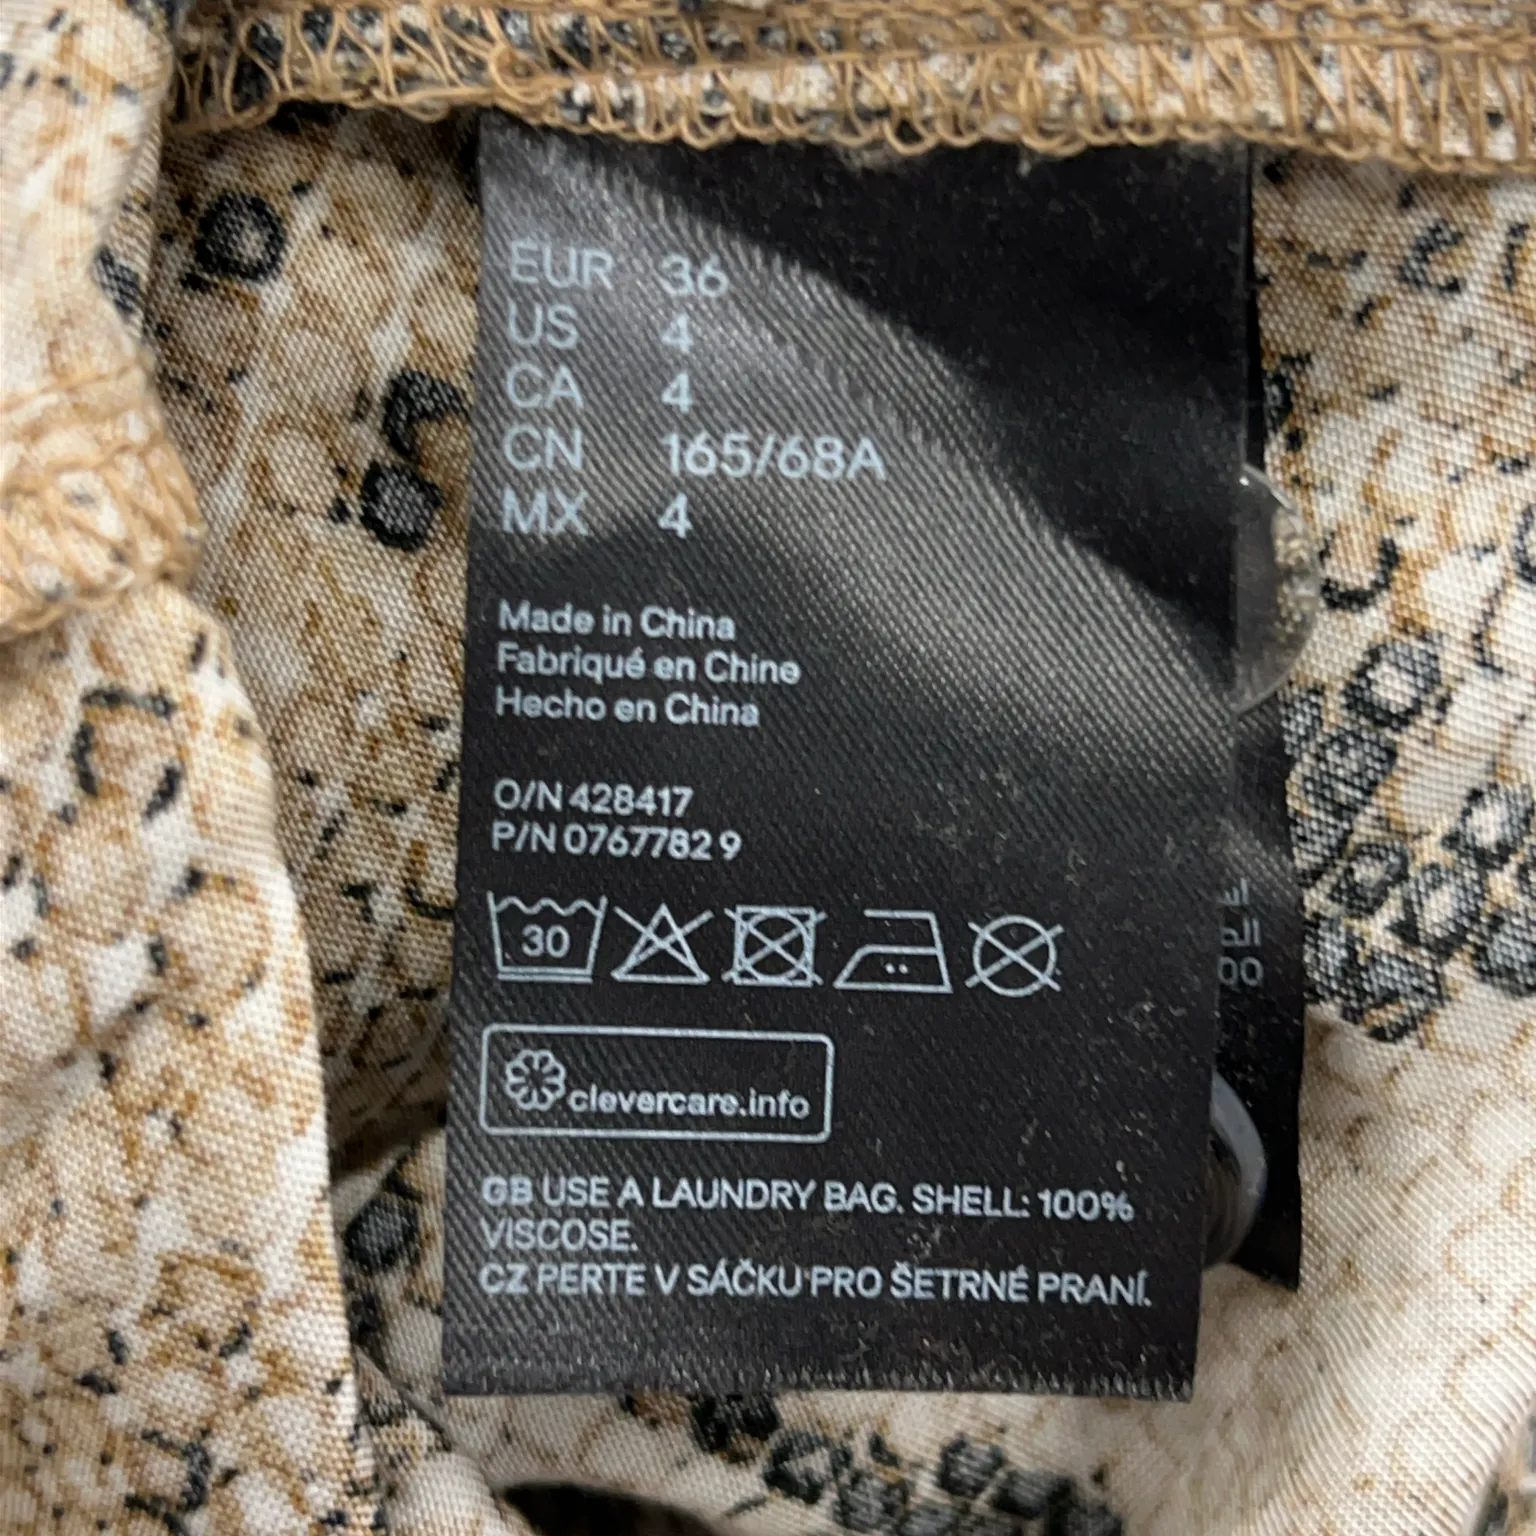 EUR 36
US 4
CA 4
CN 165/68A
MX 4
Made in China
Fabriqué en Chine
Hecho en China
O/N 428417
P/N 0767782 9
30
clevercare.info
GB USE A LAUNDRY BAG. SHELL: 100%
VISCOSE.
CZ PERTE V SÁČKU PRO ŠETRNÉ PRANÍ.